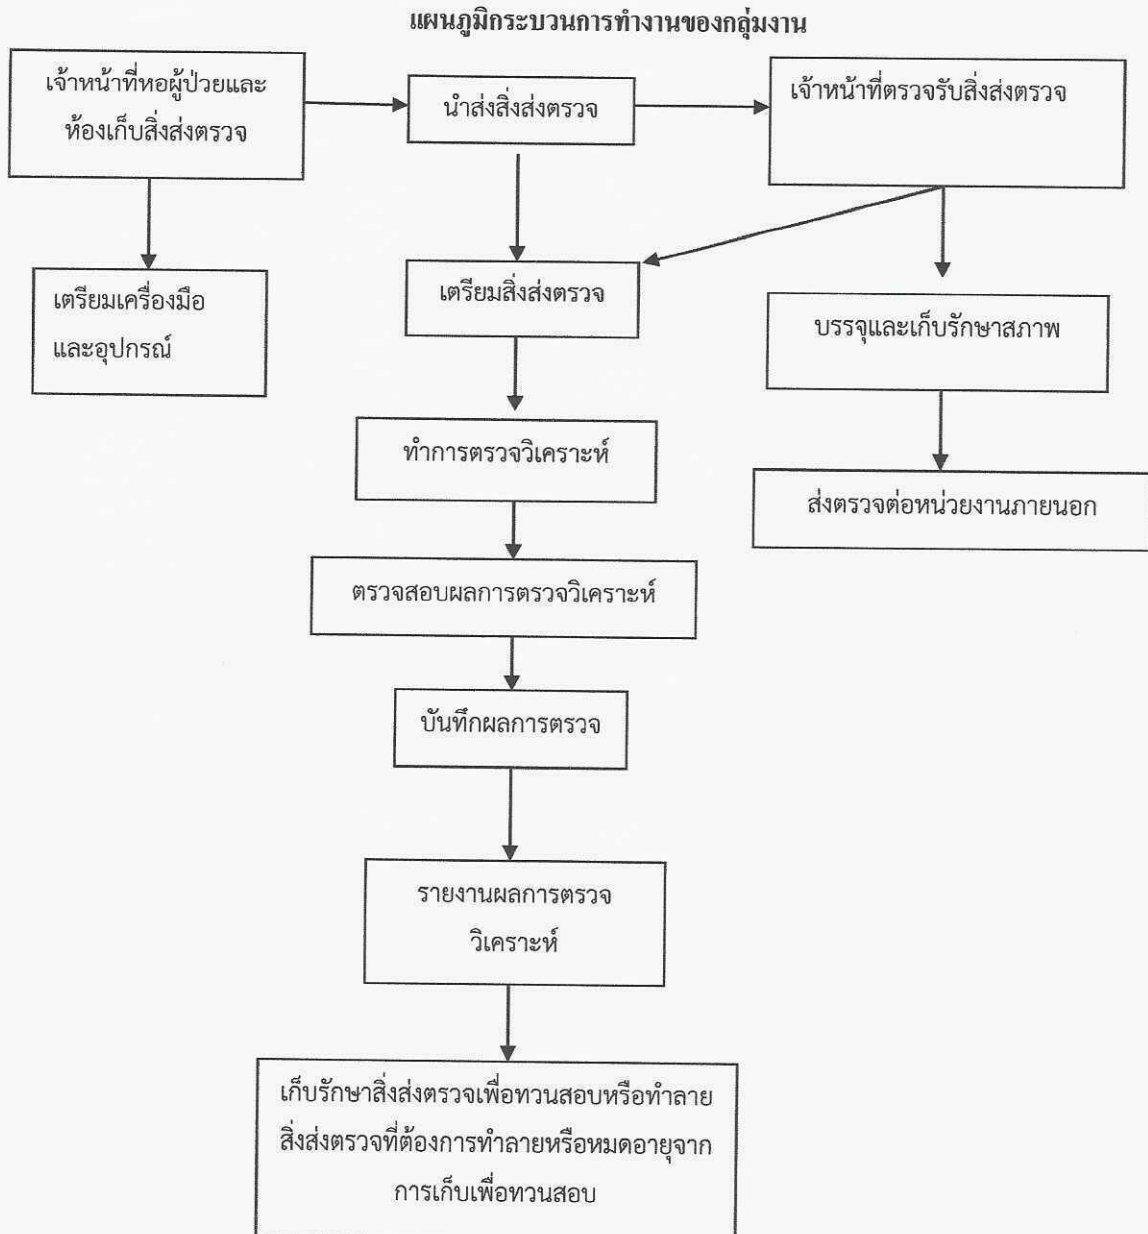 แผนภูมิกระบวนการทำงานของกลุ่มงาน
เจ้าหน้าที่หอผู้ป่วยและ
ห้องเก็บสิ่งส่งตรวจ
นำส่งสิ่งส่งตรวจ
เจ้าหน้าที่ตรวจรับสิ่งส่งตรวจ
เตรียมเครื่องมือ
และอุปกรณ์
เตรียมสิ่งส่งตรวจ
บรรจุและเก็บรักษาสภาพ
ทำการตรวจวิเคราะห์
ส่งตรวจต่อหน่วยงานภายนอก
ตรวจสอบผลการตรวจวิเคราะห์
บันทึกผลการตรวจ
รายงานผลการตรวจ
วิเคราะห์
เก็บรักษาสิ่งส่งตรวจเพื่อทวนสอบหรือทำลาย
สิ่งส่งตรวจที่ต้องการทำลายหรือหมดอายุจาก
การเก็บเพื่อทวนสอบ